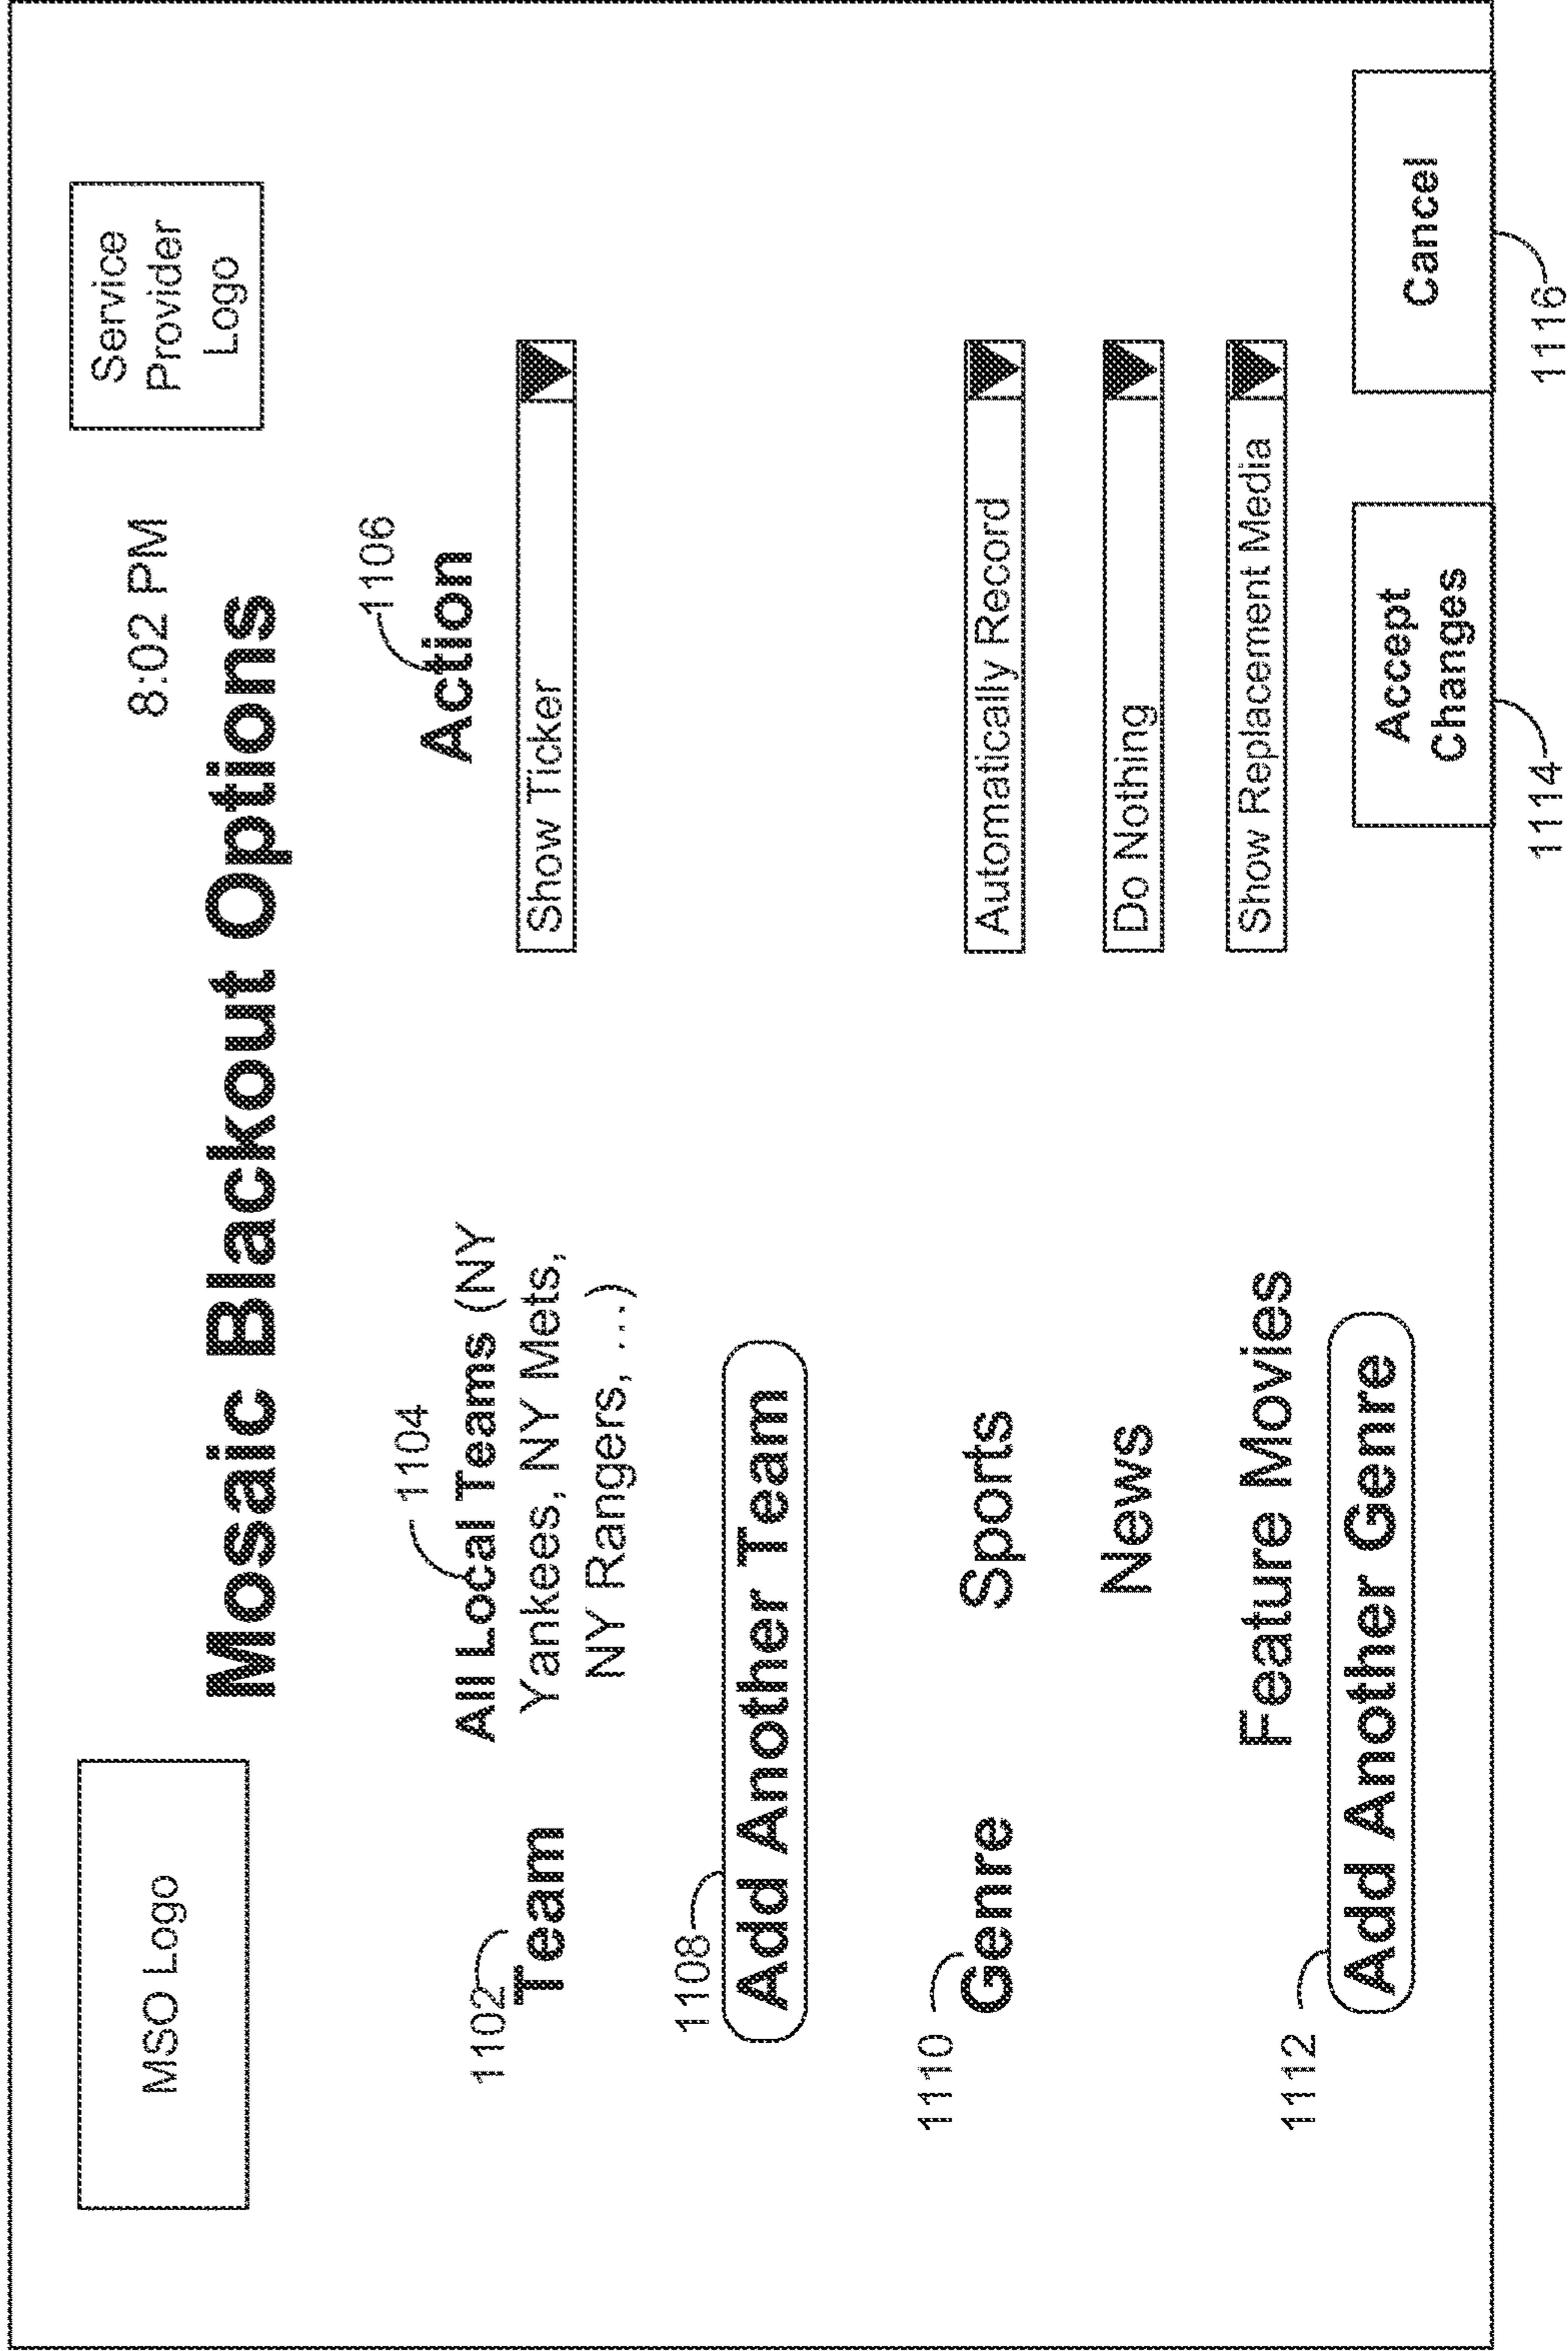 MSO Logo
8:02 PM
Service
Provider
Logo
Mosaic Blackout Options
1102
Team
1104
All Local Teams (NY
Yankees, NY Mets,
NY Rangers, ...)
1106
Action
Show Ticker
1108
Add Another Team
1110
Genre
Sports
Automatically Record
News
Do Nothing
Feature Movies
Show Replacement Media
1112
Add Another Genre
Accept
Changes
Cancel
1114
1116